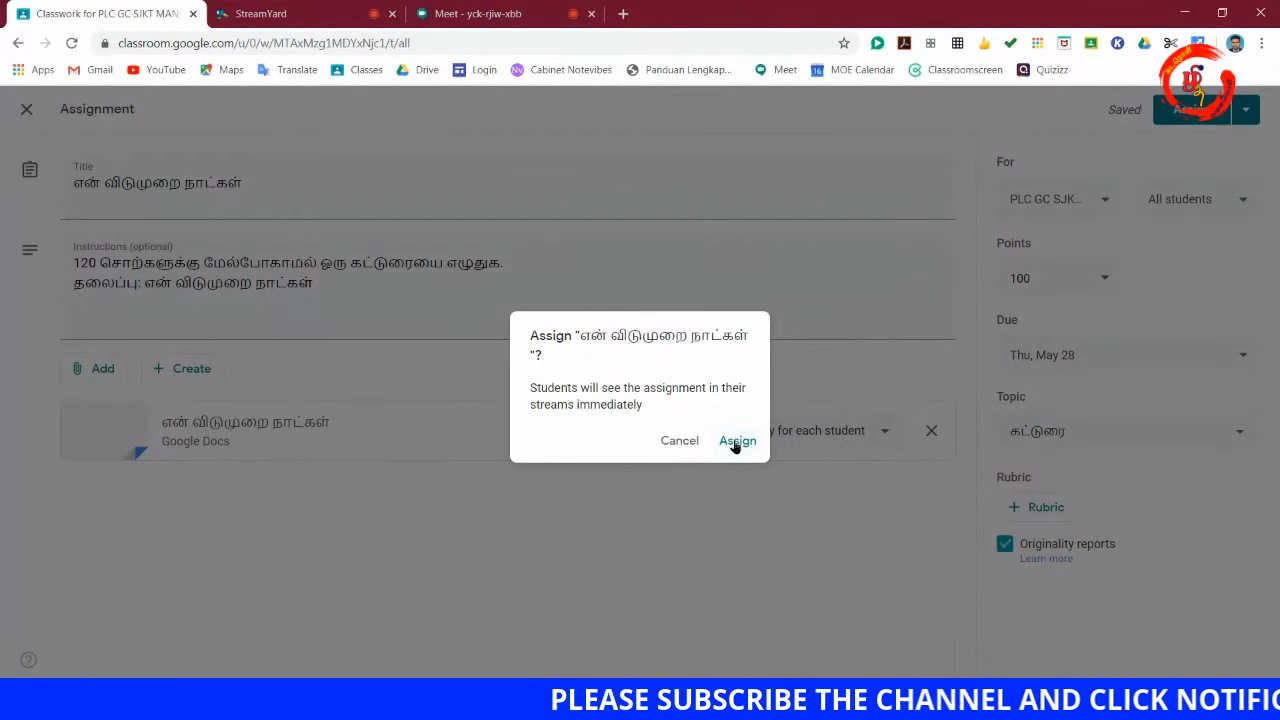 Classwork for PLC GC SJKT MAN
StreamYard
Meet - yck-rjiw-xbb
classroom.google.com/u/0/w/MTAxMzg1MDYxNjc1/t/all
Apps
Gmail
YouTube
Maps
Translate
Classes
Drive
Login
Cabinet Notevibes
Panduan Lengkap...
Meet
16
MOE Calendar
Classroomscreen
Quizizz
Assignment
Saved
Title
என் விடுமுறை நாட்கள்
Instructions (optional)
120 சொற்களுக்கு மேல்போகாமல் ஒரு கட்டுரையை எழுதுக.
தலைப்பு: என் விடுமுறை நாட்கள்
Add
Create
என் விடுமுறை நாட்கள்
Google Docs
y for each student
Assign "என் விடுமுறை நாட்கள்
"?
Students will see the assignment in their
streams immediately
Cancel
Assign
For
PLC GC SJK...
All students
Points
100
Due
Thu, May 28
Topic
கட்டுரை
Rubric
Rubric
Originality reports
Learn more
PLEASE SUBSCRIBE THE CHANNEL AND CLICK NOTIFIC